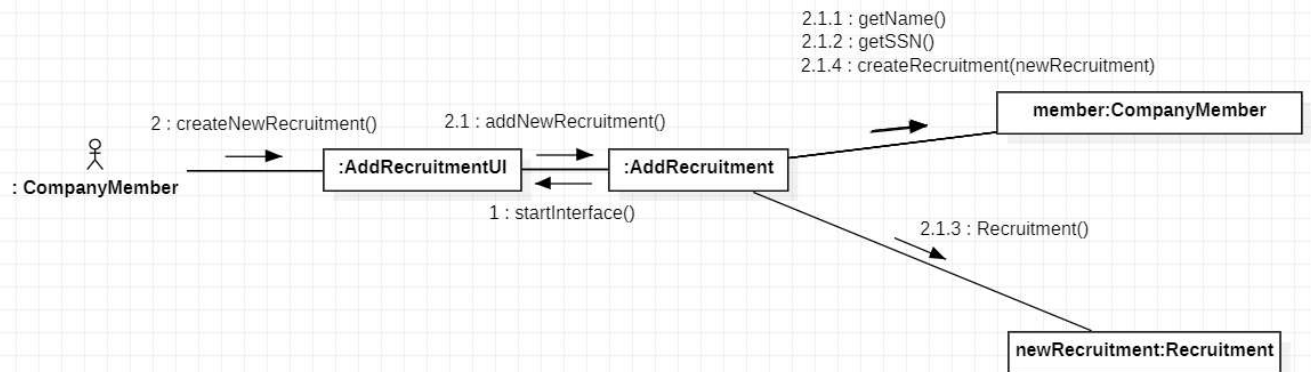 2.1.1 : getName()
2.1.2 : getSSN()
2.1.4 : createRecruitment(newRecruitment)
member:CompanyMember
2 : createNewRecruitment()
2.1 : addNewRecruitment()
: CompanyMember
:AddRecruitmentUI
:AddRecruitment
1 : startInterface()
2.1.3 : Recruitment()
newRecruitment:Recruitment